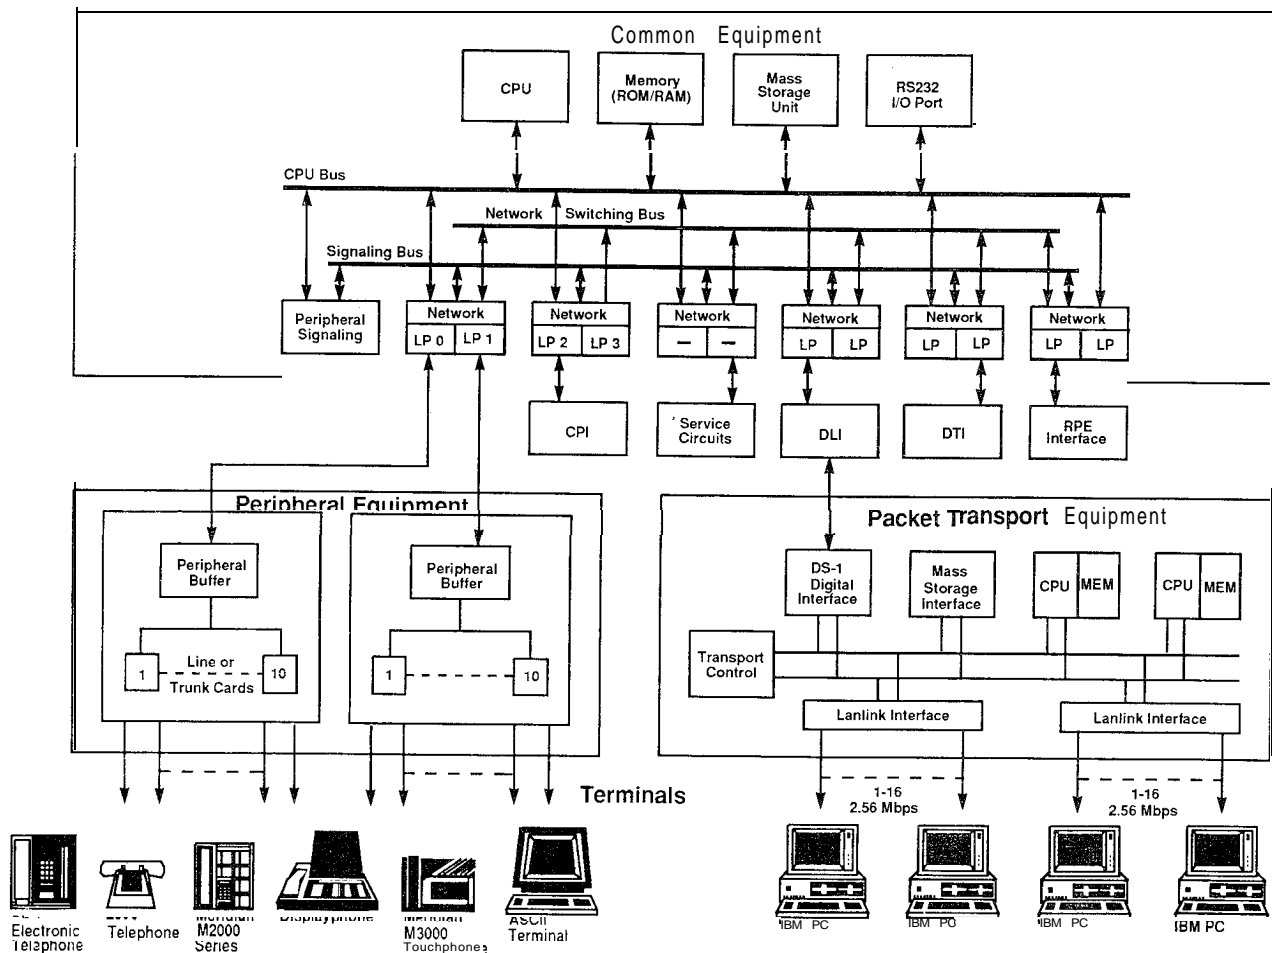 Common Equipment
CPU
Memory
(ROM/RAM)
Mass
Storage
Unit
RS232
I/O Port
CPU Bus
Network Switching Bus
Signaling Bus
Peripheral
Signaling
Network
LP 0
LP 1
Network
LP 2
LP 3
Network
—
—
Network
LP
LP
Network
LP
LP
Network
LP
LP
CPI
Service
Circuits
DLI
DTI
RPE
Interface
Peripheral Equipment
Peripheral
Buffer
1
Line or
Trunk Cards
10
Peripheral
Buffer
1
10
Packet Transport Equipment
DS-1
Digital
Interface
Mass
Storage
Interface
CPU
MEM
CPU
MEM
Transport
Control
Lanlink Interface
Lanlink Interface
1-16
2.56 Mbps
1-16
2.56 Mbps
Terminals
Electronic
Telephone
Telephone
Meridian
M2000
Series
Displayphone
Meridian
M3000
Touchphone
ASCII
Terminal
IBM PC
IBM PC
IBM PC
IBM PC